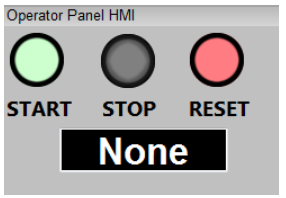 Operator Panel HMI
START STOP RESET
None